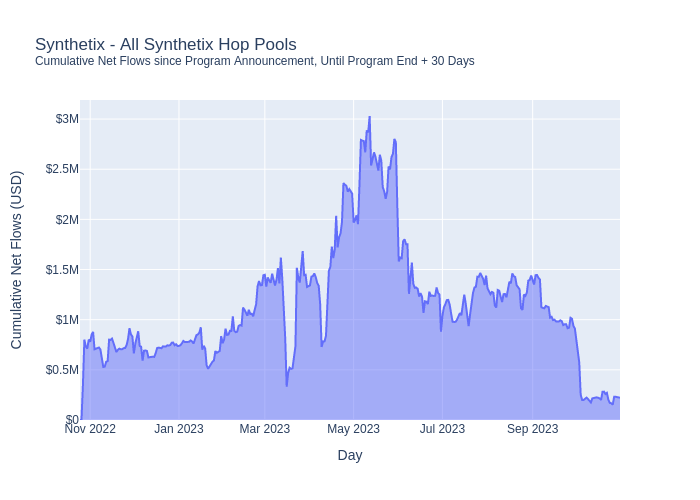 Synthetix - All Synthetix Hop Pools
Cumulative Net Flows since Program Announcement, Until Program End + 30 Days
Cumulative Net Flows (USD)
$3M
$2.5M
$2M
$1.5M
$1M
$0.5M
$0
Nov 2022 Jan 2023 Mar 2023 May 2023 Jul 2023 Sep 2023
Day